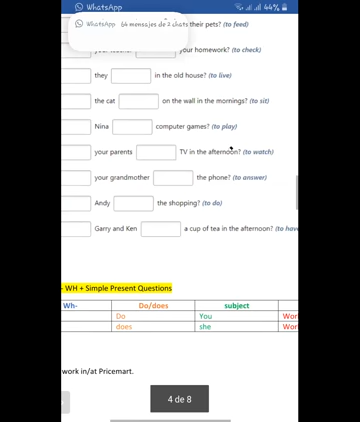 WhatsApp 44%
WhatsApp 64 mensajes de 2 chats their pets? (to feed)
your homework? (to check)
they in the old house? (to live)
the cat on the wall in the mornings? (to sit)
Nina computer games? (to play)
your parents TV in the afternoon? (to watch)
your grandmother the phone? (to answer)
Andy the shopping? (to do)
Garry and Ken a cup of tea in the afternoon? (to have
WH + Simple Present Questions
Wh- Do/does subject
Do You Wor
does she Wor
work in/at Pricemart.
4 de 8